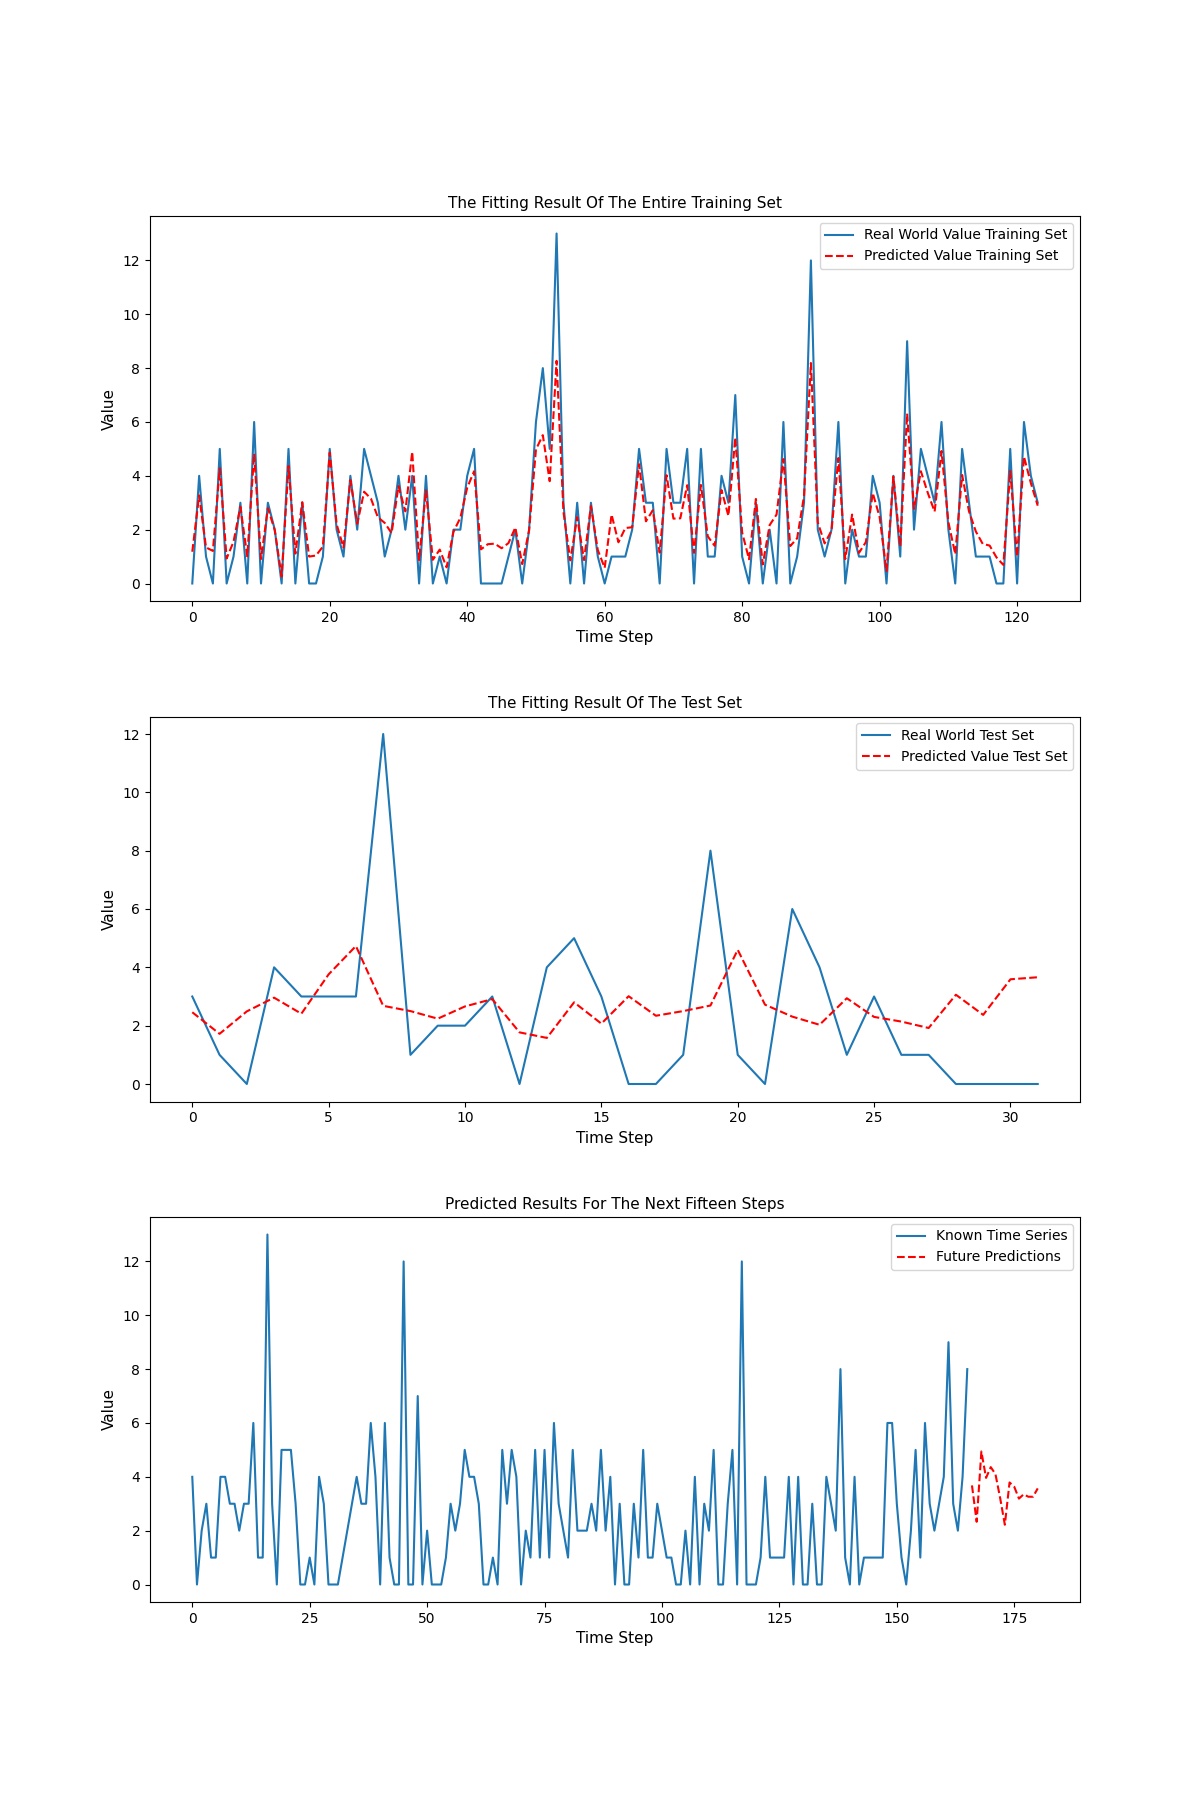 The Fitting Result Of The Entire Training Set
Real World Value Training Set
Predicted Value Training Set
Value
12
10
8
6
4
2
0
0 20 40 60 80 100 120
Time Step
The Fitting Result Of The Test Set
Real World Test Set
Predicted Value Test Set
Value
12
10
8
6
4
2
0
0 5 10 15 20 25 30
Time Step
Predicted Results For The Next Fifteen Steps
Known Time Series
Future Predictions
Value
12
10
8
6
4
2
0
0 25 50 75 100 125 150 175
Time Step